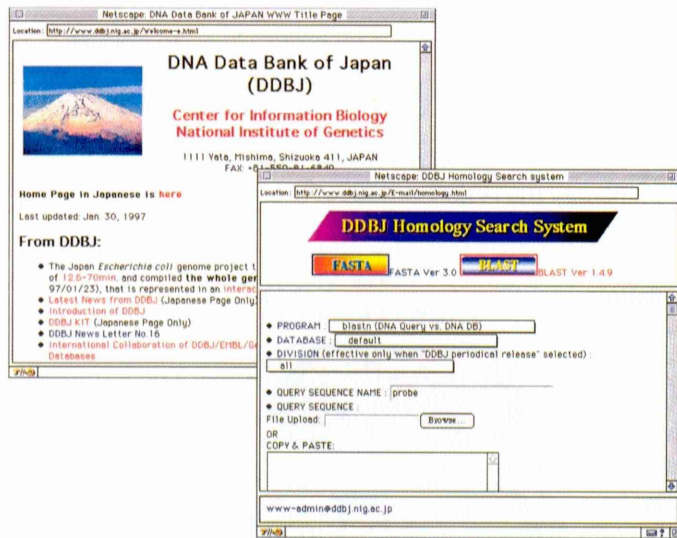 Netscape: DNA Data Bank of JAPAN WWW Title Page
Location: http://www.ddbj.nig.ac.jp/Welcome-e.html
DNA Data Bank of Japan
(DDBJ)
Center for Information Biology
National Institute of Genetics
1111 Yata, Mishima, Shizuoka 411, JAPAN
FAX +81-559-81-6849
Home Page in Japanese is here
Last updated: Jan. 30, 1997
From DDBJ:
The Japan Escherichia coli genome project t
of 12.6-70min. and compiled the whole gen
97/01/23), that is represented in an interac
Latest News from DDBJ (Japanese Page Only)
Introduction of DDBJ
DDBJ KIT (Japanese Page Only)
DDBJ News Letter No.16
International Collaboration of DDBJ/EMBL/Ge
Databases
Netscape: DDBJ Homology Search system
Location: http://www.ddbj.nig.ac.jp/E-mail/homology.html
DDBJ Homology Search System
FASTA FASTA Ver 3.0 BLAST BLAST Ver 1.4.9
PROGRAM : blastn (DNA Query vs. DNA DB)
DATABASE : default
DIVISION (effective only when "DDBJ periodical release" selected) :
all
QUERY SEQUENCE NAME : probe
QUERY SEQUENCE :
File Upload: Browse...
OR
COPY & PASTE:
www-admin@ddbj.nig.ac.jp